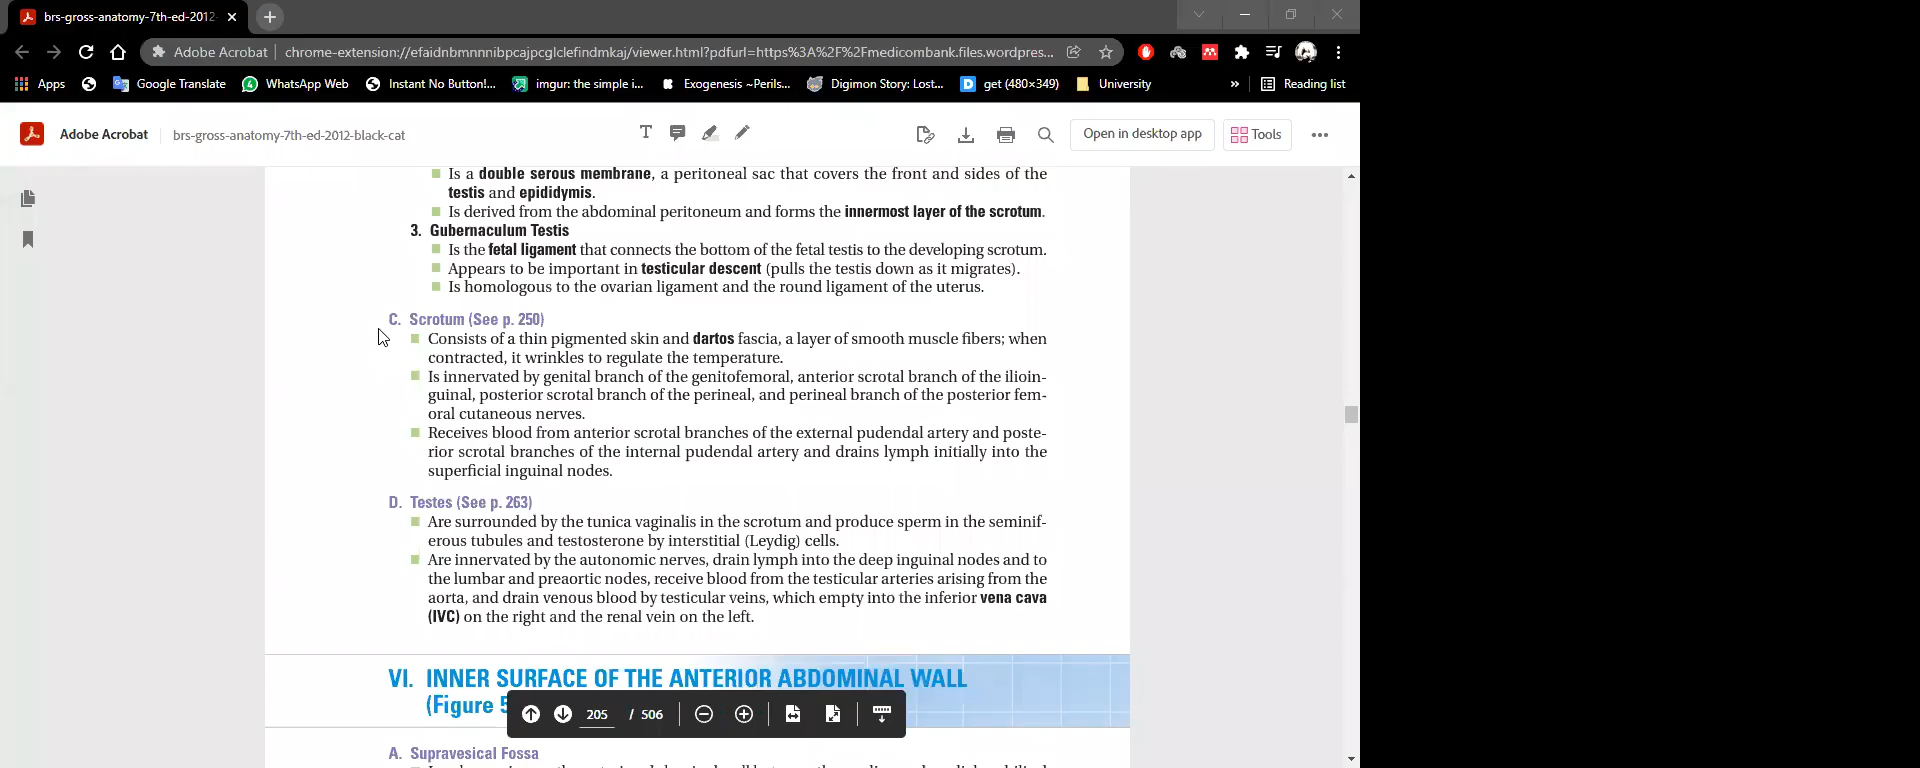 brs-gross-anatomy-7th-ed-2012-
Adobe Acrobat chrome-extension://efaidnbmnnnibpcajpcglclefindmkaj/viewer.html?pdfurl=https%3A%2F%2Fmedicombank.files.wordpres...
Apps Google Translate WhatsApp Web Instant No Button!... imgur: the simple i... Exogenesis ~Perils... Digimon Story: Lost... get (480×349) University » Reading list
Adobe Acrobat brs-gross-anatomy-7th-ed-2012-black-cat Open in desktop app Tools
Is a double serous membrane, a peritoneal sac that covers the front and sides of the
testis and epididymis.
Is derived from the abdominal peritoneum and forms the innermost layer of the scrotum.
3. Gubernaculum Testis
Is the fetal ligament that connects the bottom of the fetal testis to the developing scrotum.
Appears to be important in testicular descent (pulls the testis down as it migrates).
Is homologous to the ovarian ligament and the round ligament of the uterus.
C. Scrotum (See p. 250)
Consists of a thin pigmented skin and dartos fascia, a layer of smooth muscle fibers; when
contracted, it wrinkles to regulate the temperature.
Is innervated by genital branch of the genitofemoral, anterior scrotal branch of the ilioin-
guinal, posterior scrotal branch of the perineal, and perineal branch of the posterior fem-
oral cutaneous nerves.
Receives blood from anterior scrotal branches of the external pudendal artery and poste-
rior scrotal branches of the internal pudendal artery and drains lymph initially into the
superficial inguinal nodes.
D. Testes (See p. 263)
Are surrounded by the tunica vaginalis in the scrotum and produce sperm in the seminif-
erous tubules and testosterone by interstitial (Leydig) cells.
Are innervated by the autonomic nerves, drain lymph into the deep inguinal nodes and to
the lumbar and preaortic nodes, receive blood from the testicular arteries arising from the
aorta, and drain venous blood by testicular veins, which empty into the inferior vena cava
(IVC) on the right and the renal vein on the left.
VI. INNER SURFACE OF THE ANTERIOR ABDOMINAL WALL
(Figure 5
205 / 506
A. Supravesical Fossa